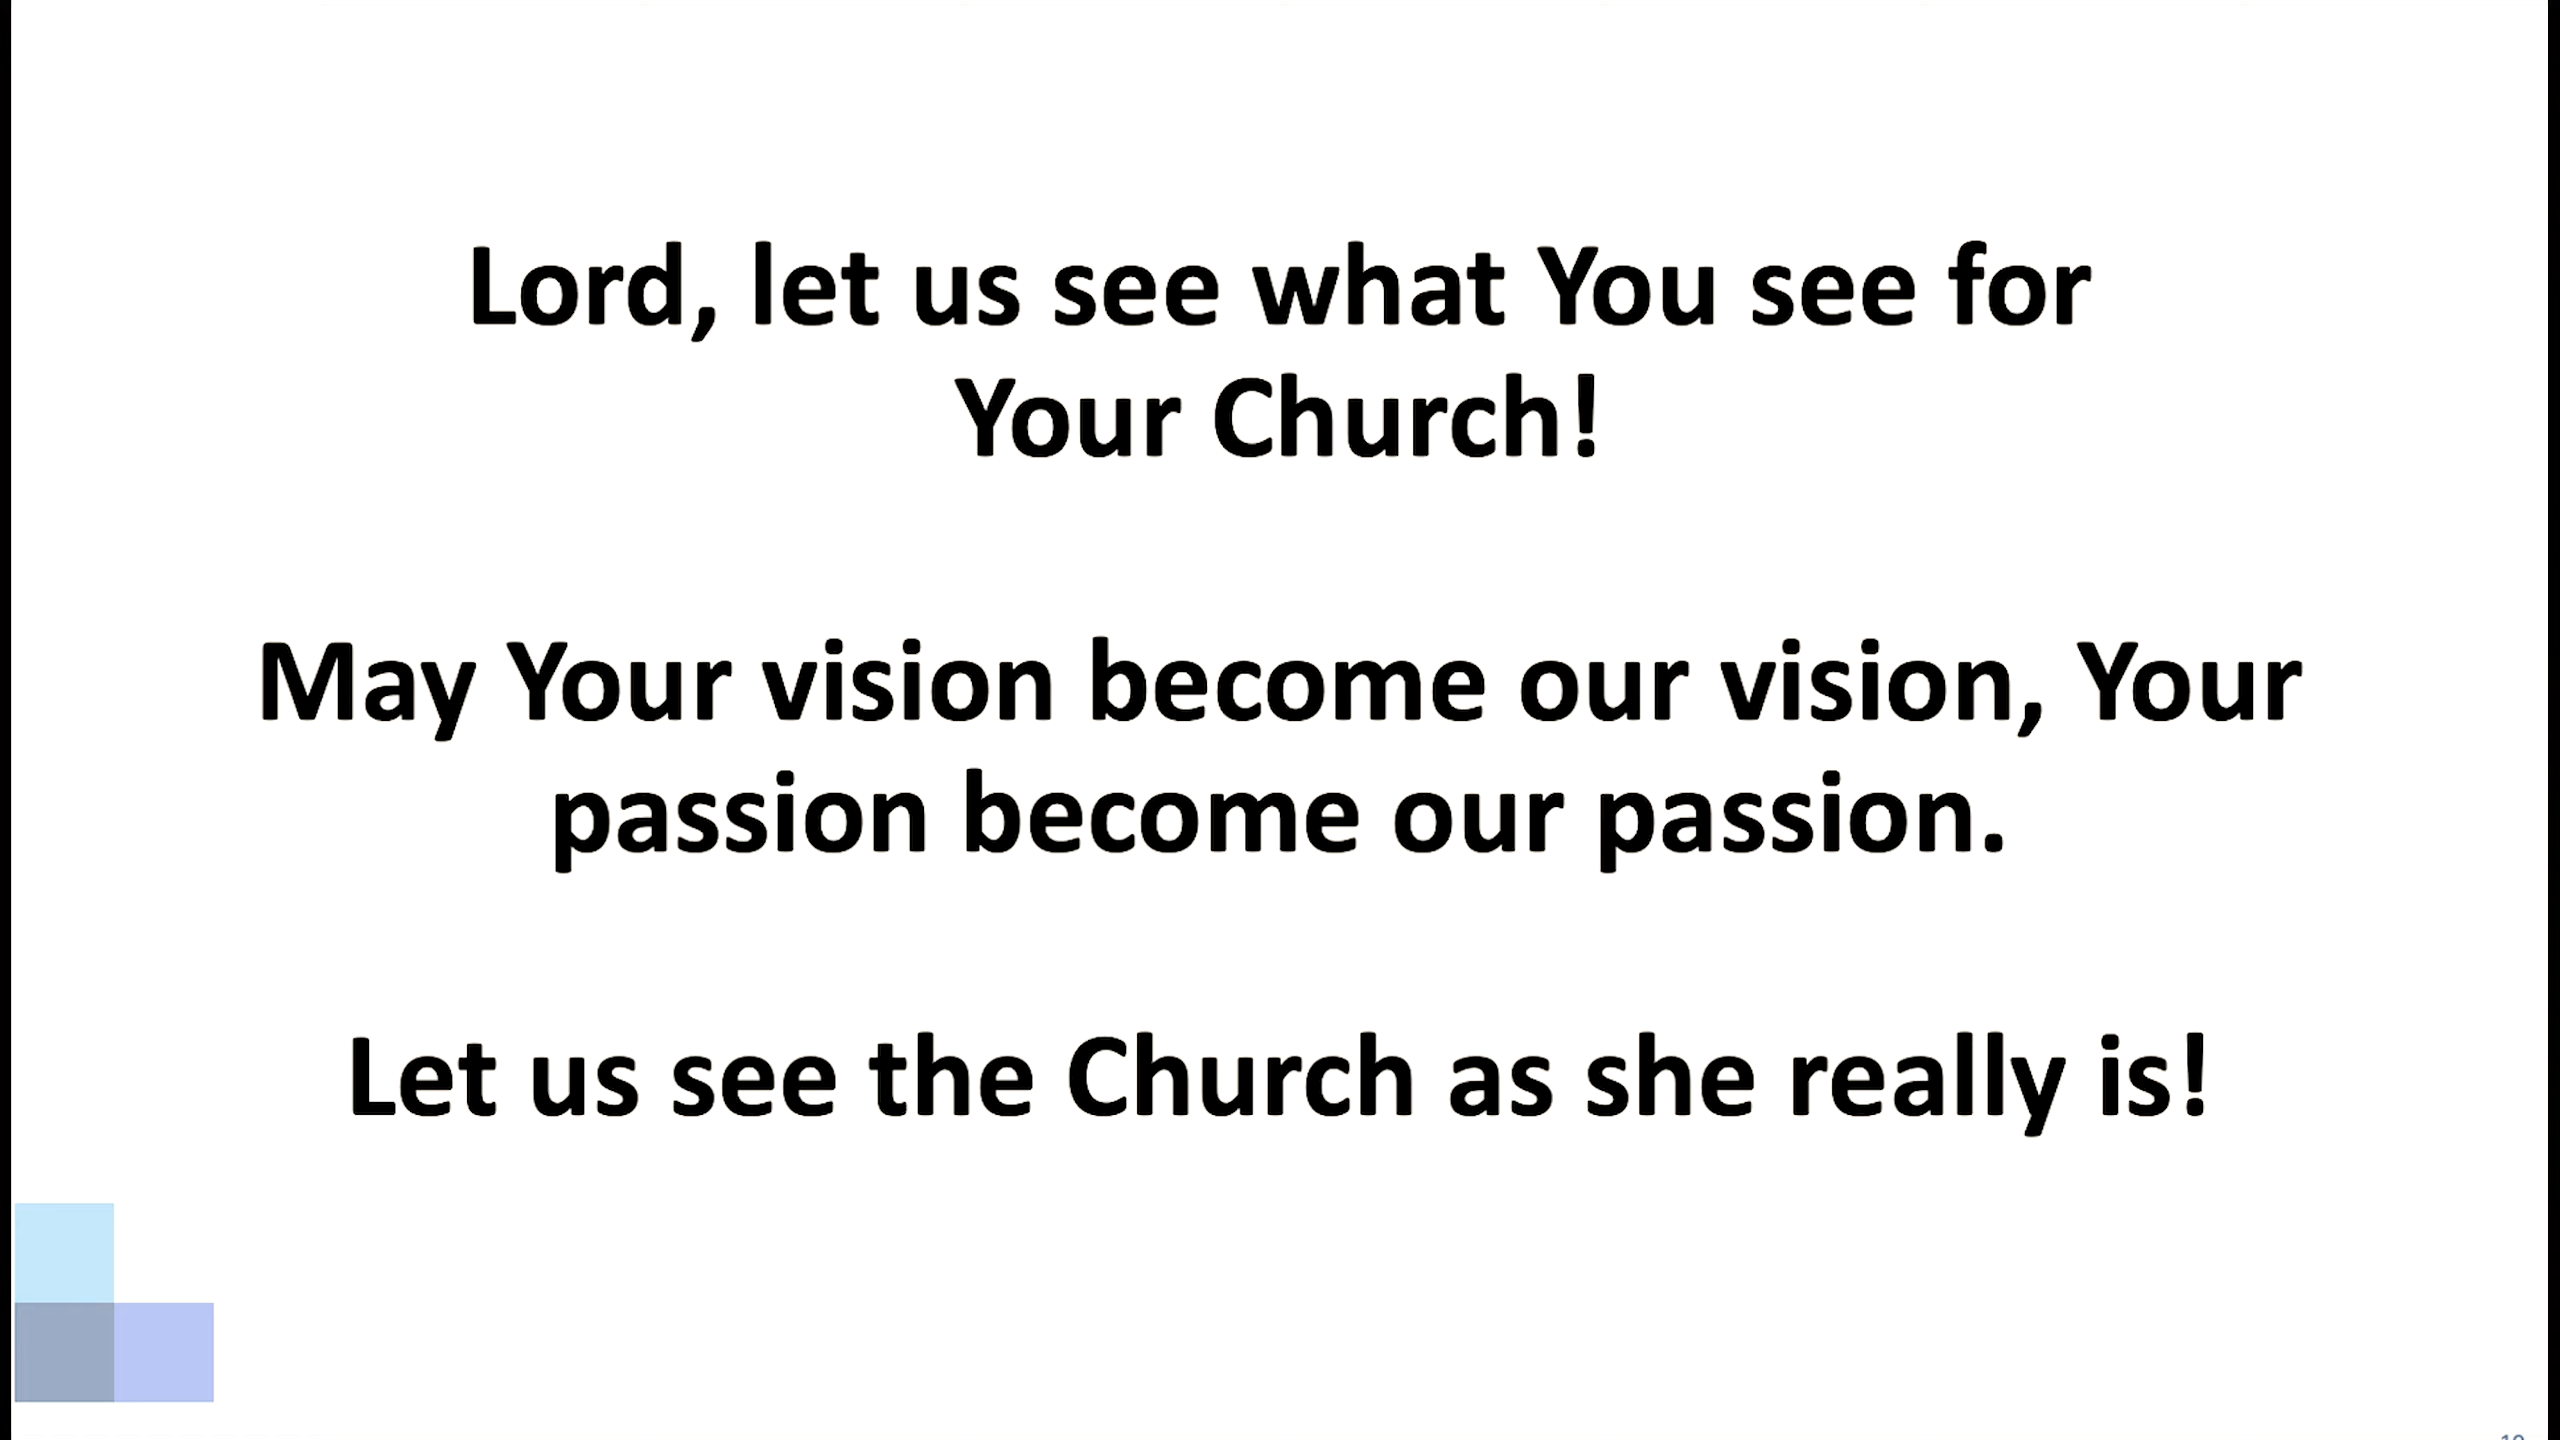 Lord, let us see what You see for
Your Church!
May Your vision become our vision, Your
passion become our passion.
Let us see the Church as she really is!